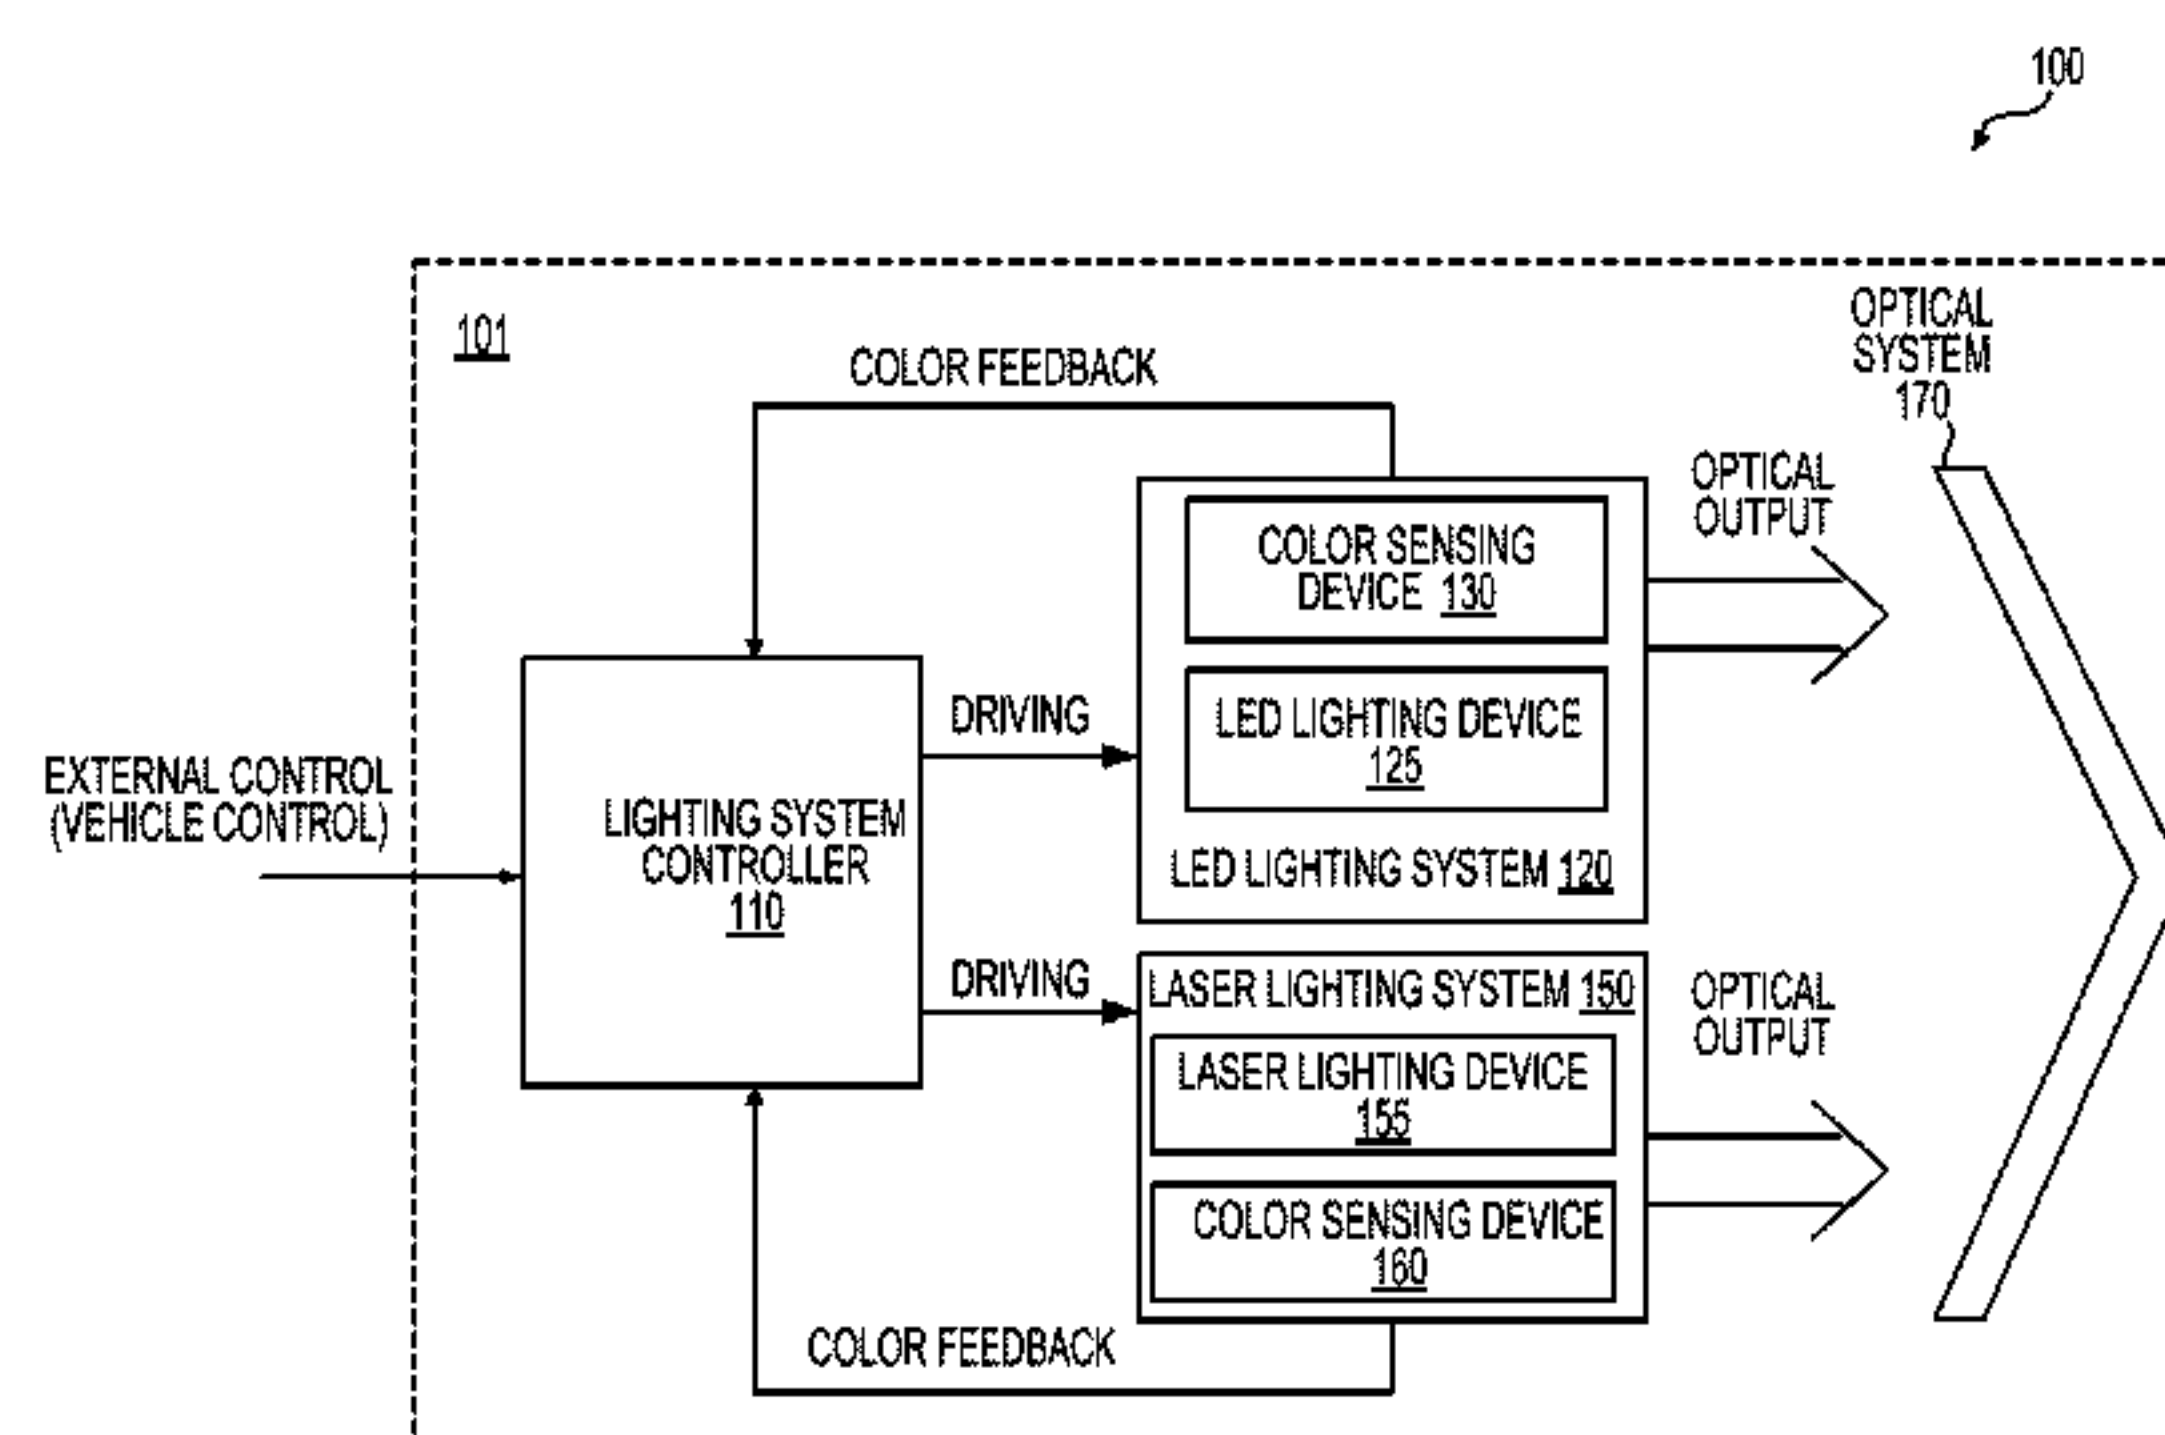 100
101
COLOR FEEDBACK
OPTICAL
SYSTEM
170
OPTICAL
OUTPUT
COLOR SENSING
DEVICE 130
DRIVING
LED LIGHTING DEVICE
125
EXTERNAL CONTROL
(VEHICLE CONTROL)
LIGHTING SYSTEM
CONTROLLER
110
LED LIGHTING SYSTEM 120
DRIVING
LASER LIGHTING SYSTEM 150
OPTICAL
OUTPUT
LASER LIGHTING DEVICE
155
COLOR SENSING DEVICE
160
COLOR FEEDBACK